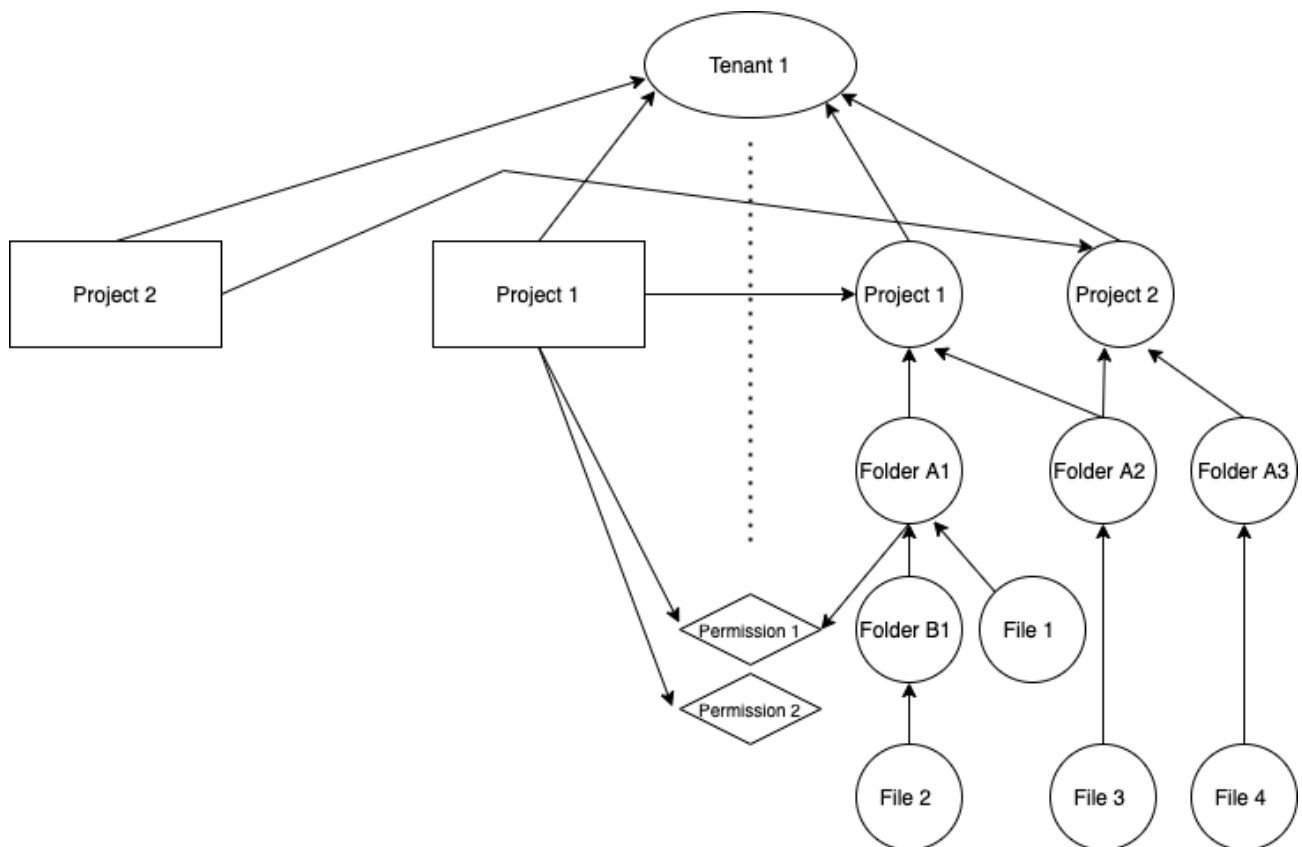 Tenant 1
Project 2
Project 1
Project 1
Project 2
Folder A1
Folder A2
Folder A3
Permission 1
Folder B1
File 1
Permission 2
File 2
File 3
File 4